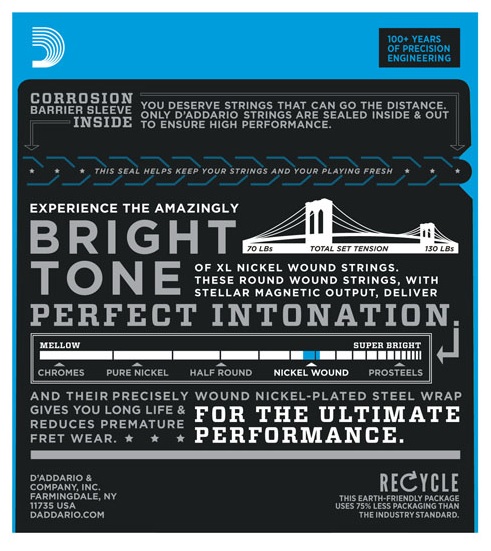 100+ YEARS
OF PRECISION
ENGINEERING
CORROSION
BARRIER SLEEVE
INSIDE
YOU DESERVE STRINGS THAT CAN GO THE DISTANCE.
ONLY D'ADDARIO STRINGS ARE SEALED INSIDE & OUT
TO ENSURE HIGH PERFORMANCE.
THIS SEAL HELPS KEEP YOUR STRINGS AND YOUR PLAYING FRESH
EXPERIENCE THE AMAZINGLY
BRIGHT
TONE
70 LBs TOTAL SET TENSION 130 LBs
OF XL NICKEL WOUND STRINGS.
THESE ROUND WOUND STRINGS, WITH
STELLAR MAGNETIC OUTPUT, DELIVER
PERFECT INTONATION.
MELLOW SUPER BRIGHT
CHROMES PURE NICKEL HALF ROUND NICKEL WOUND PROSTEELS
AND THEIR PRECISELY WOUND NICKEL-PLATED STEEL WRAP
GIVES YOU LONG LIFE &
REDUCES PREMATURE
FRET WEAR.
FOR THE ULTIMATE
PERFORMANCE.
D'ADDARIO &
COMPANY, INC.
FARMINGDALE, NY
11735 USA
DADDARIO.COM
RECYCLE
THIS EARTH-FRIENDLY PACKAGE
USES 75% LESS PACKAGING THAN
THE INDUSTRY STANDARD.